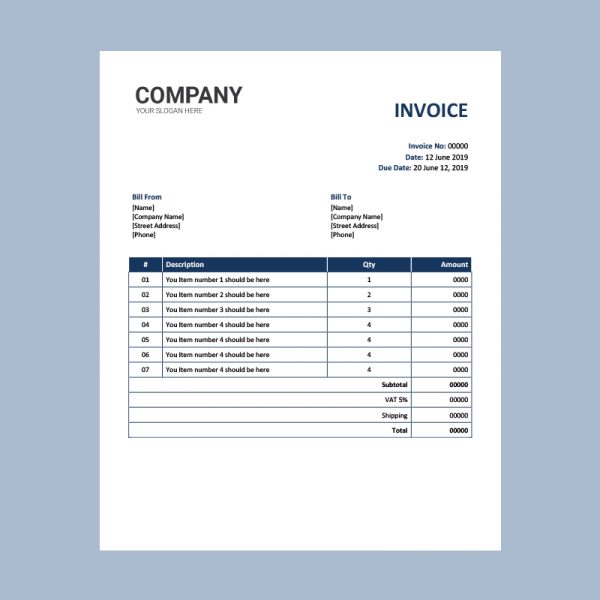 COMPANY
YOUR SLOGAN HERE
INVOICE
Invoice No: 00000
Date: 12 June 2019
Due Date: 20 June 12, 2019
Bill From Bill To
[Name] [Name]
[Company Name] [Company Name]
[Street Address] [Street Address]
[Phone] [Phone]
# Description Qty Amount
01 You Item number 1 should be here 1 0000
02 You Item number 2 should be here 2 0000
03 You Item number 3 should be here 3 0000
04 You Item number 4 should be here 4 0000
05 You Item number 4 should be here 4 0000
06 You Item number 4 should be here 4 0000
07 You Item number 4 should be here 4 0000
Subtotal 00000
VAT 5% 00000
Shipping 00000
Total 00000